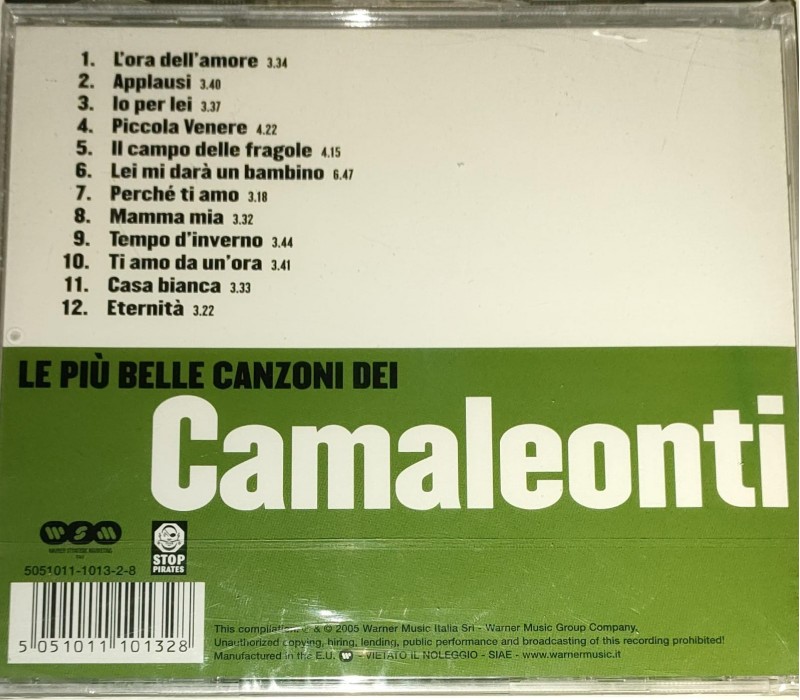 1. L'ora dell'amore 3.34
2. Applausi 3.40
3. Io per lei 3.37
4. Piccola Venere 4.22
5. Il campo delle fragole 4.15
6. Lei mi darà un bambino 6.47
7. Perché ti amo 3.18
8. Mamma mia 3.32
9. Tempo d'inverno 3.44
10. Ti amo da un'ora 3.41
11. Casa bianca 3.33
12. Eternità 3.22
LE PIÙ BELLE CANZONI DEI
Camaleonti
WSM
STOP
PIRATES
5051011-1013-2-8
5 051011 101328
This compilation ℗ & © 2005 Warner Music Italia Srl - Warner Music Group Company.
Unauthorized copying, hiring, lending, public performance and broadcasting of this recording prohibited!
Manufactured in the E.U. - VIETATO IL NOLEGGIO - SIAE - www.warnermusic.it